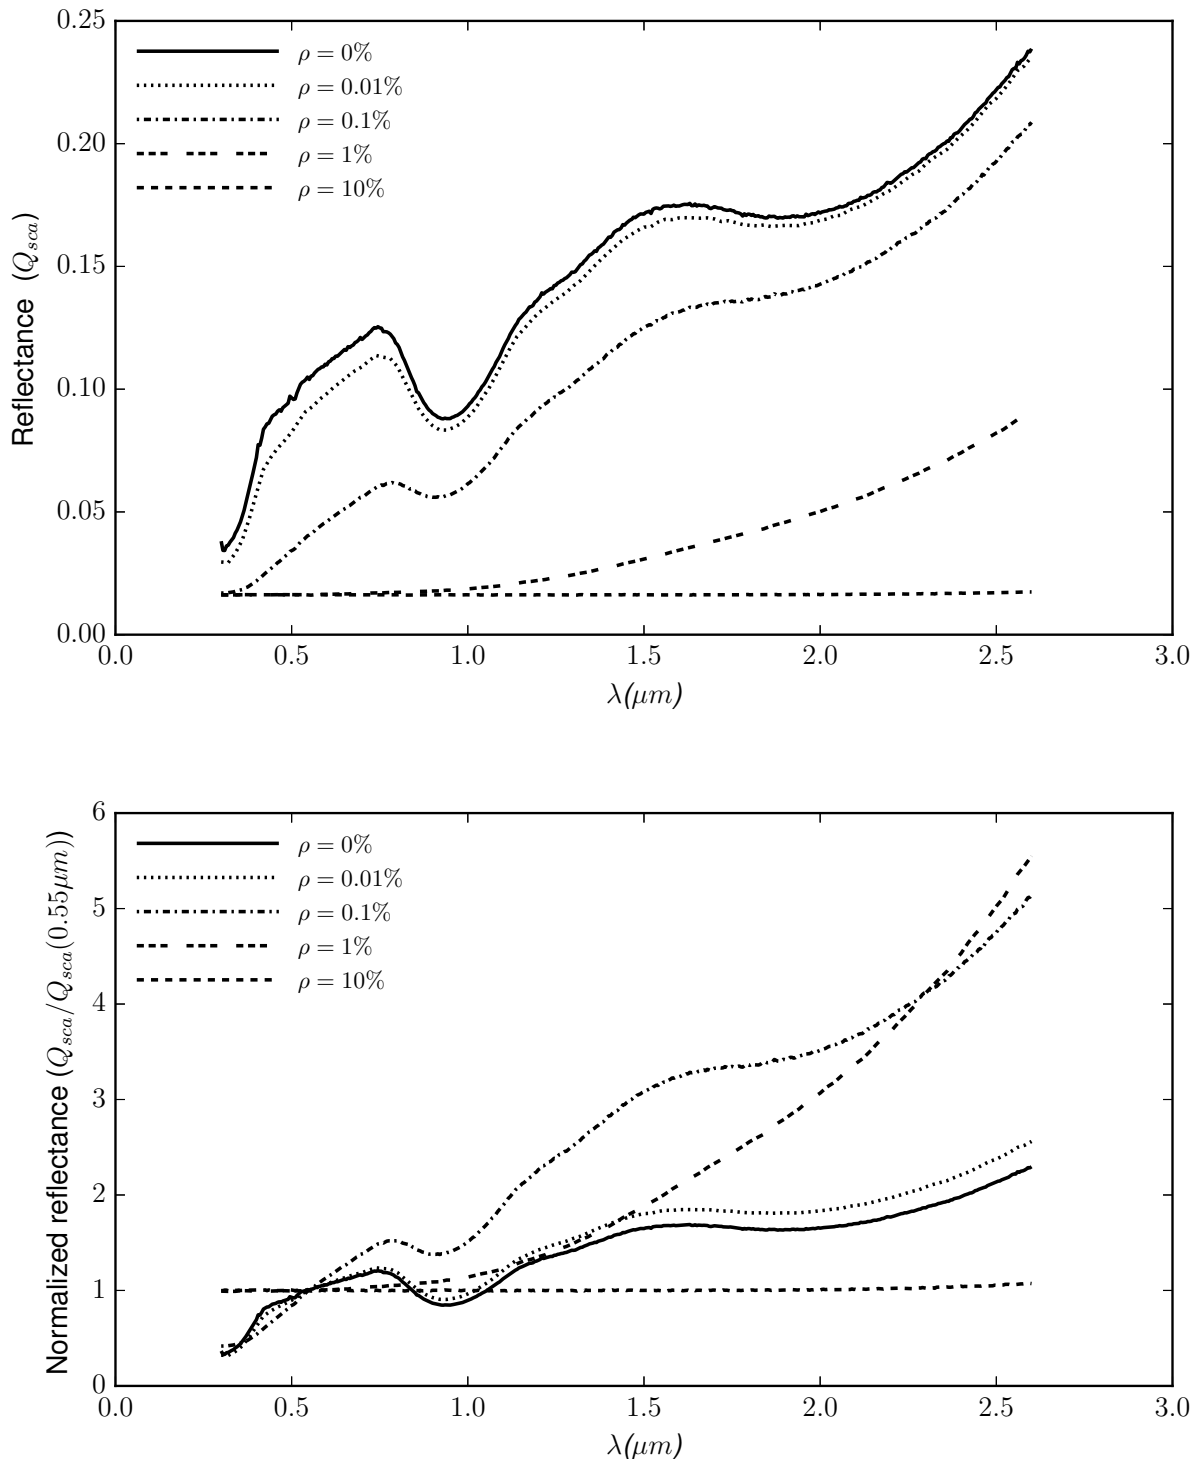 0.25
0.20
0.15
0.10
0.05
0.00
Reflectance (Q_sca)
ρ = 0%
ρ = 0.01%
ρ = 0.1%
ρ = 1%
ρ = 10%
0.0 0.5 1.0 1.5 2.0 2.5 3.0
λ(μm)
6
5
4
3
2
1
0
Normalized reflectance (Q_sca/Q_sca(0.55μm))
ρ = 0%
ρ = 0.01%
ρ = 0.1%
ρ = 1%
ρ = 10%
0.0 0.5 1.0 1.5 2.0 2.5 3.0
λ(μm)